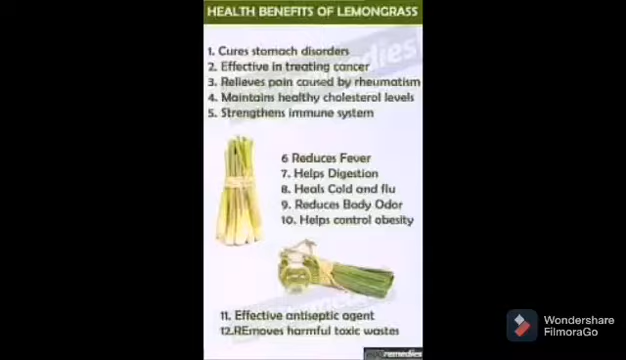 HEALTH BENEFITS OF LEMONGRASS
1. Cures stomach disorders
2. Effective in treating cancer
3. Relieves pain caused by rheumatism
4. Maintains healthy cholesterol levels
5. Strengthens immune system
6 Reduces Fever
7. Helps Digestion
8. Heals Cold and flu
9. Reduces Body Odor
10. Helps control obesity
11. Effective antiseptic agent
12.REmoves harmful toxic wastes
remedies
Wondershare
FilmoraGo